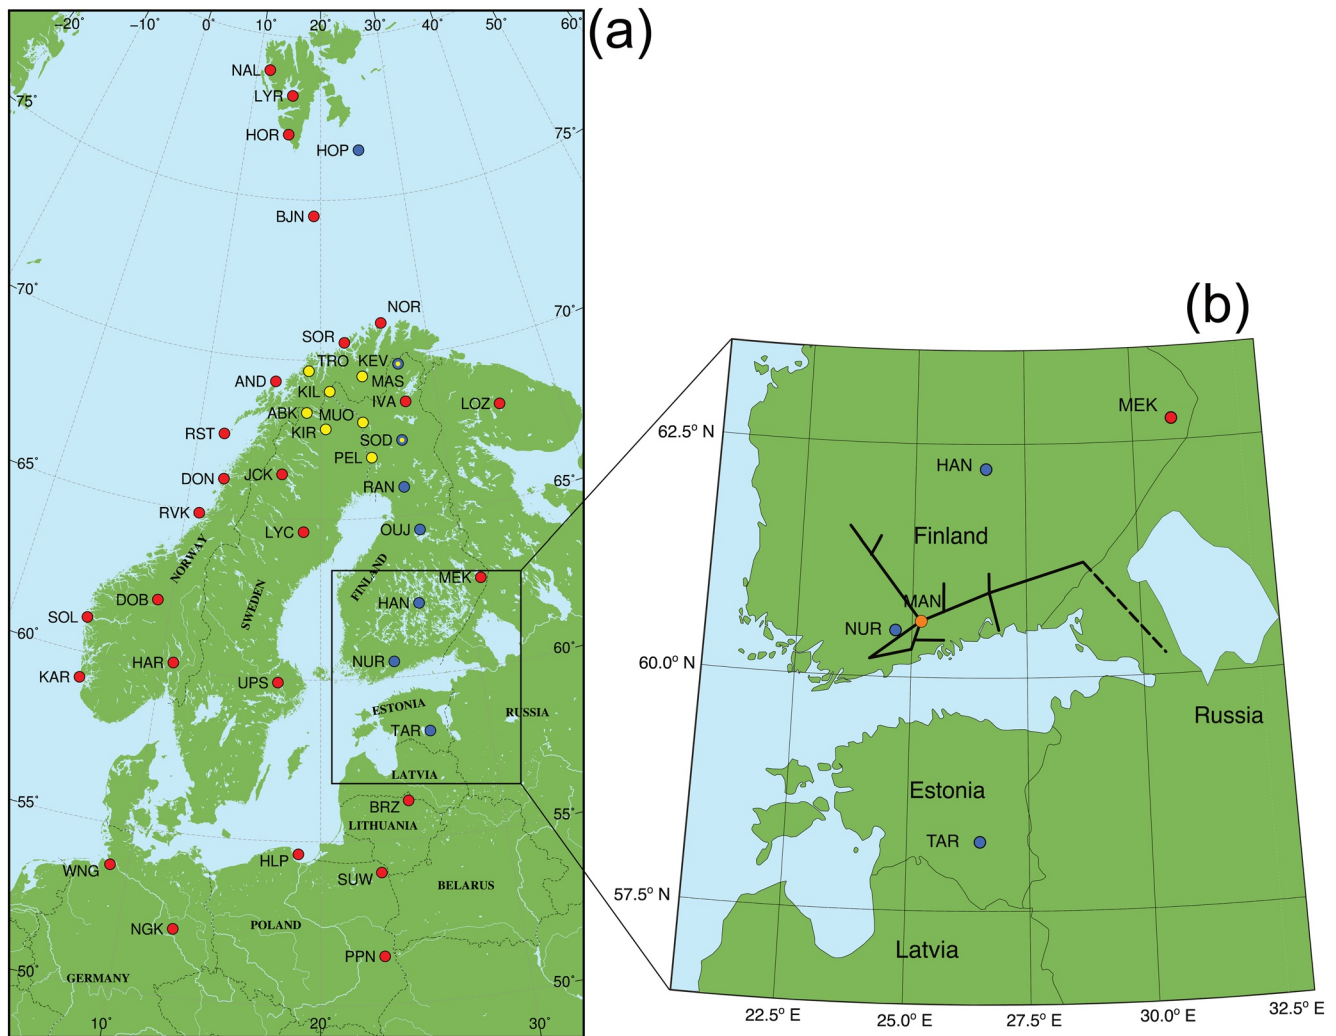 −20˚ −10˚ 0˚ 10˚ 20˚ 30˚ 40˚ 50˚ 60˚
(a)
NAL
LYR
75˚
75˚
HOR
HOP
BJN
70˚
70˚
NOR
SOR
TRO KEV
AND
MAS
KIL
IVA
LOZ
ABK MUO
RST
KIR
SOD
PEL
65˚
65˚
DON
JCK
RAN
RVK
LYC
OUJ
NORWAY
SWEDEN
FINLAND
MEK
DOB
HAN
SOL
60˚
60˚
KAR
HAR
NUR
UPS
ESTONIA
RUSSIA
TAR
LATVIA
55˚
55˚
BRZ
LITHUANIA
HLP
WNG
SUW
BELARUS
NGK
POLAND
PPN
50˚
50˚
GERMANY
10˚ 20˚ 30˚
(b)
MEK
62.5° N
HAN
Finland
MAN
NUR
60.0° N
Russia
Estonia
TAR
57.5° N
Latvia
22.5° E 25.0° E 27.5° E 30.0° E 32.5° E